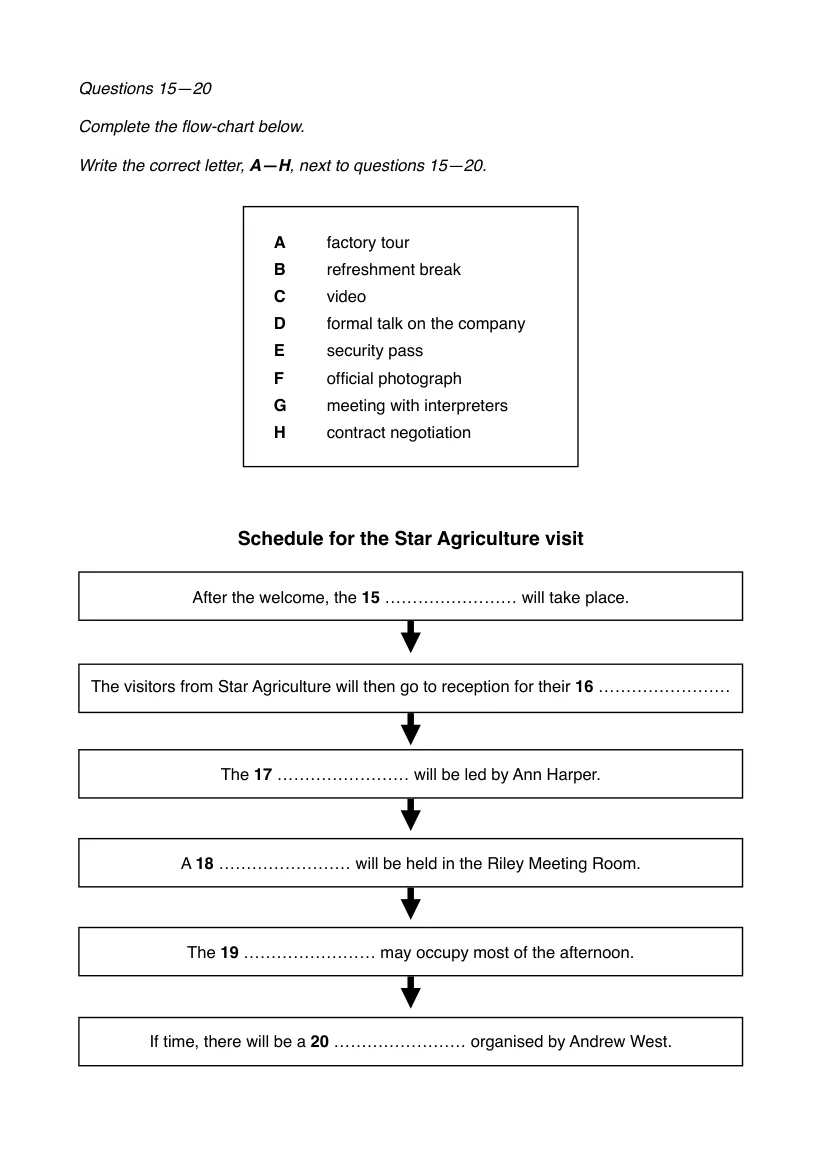 Questions 15—20
Complete the flow-chart below.
Write the correct letter, A—H, next to questions 15—20.
A factory tour
B refreshment break
C video
D formal talk on the company
E security pass
F official photograph
G meeting with interpreters
H contract negotiation
Schedule for the Star Agriculture visit
After the welcome, the 15 …………………… will take place.
The visitors from Star Agriculture will then go to reception for their 16 ……………………
The 17 …………………… will be led by Ann Harper.
A 18 …………………… will be held in the Riley Meeting Room.
The 19 …………………… may occupy most of the afternoon.
If time, there will be a 20 …………………… organised by Andrew West.